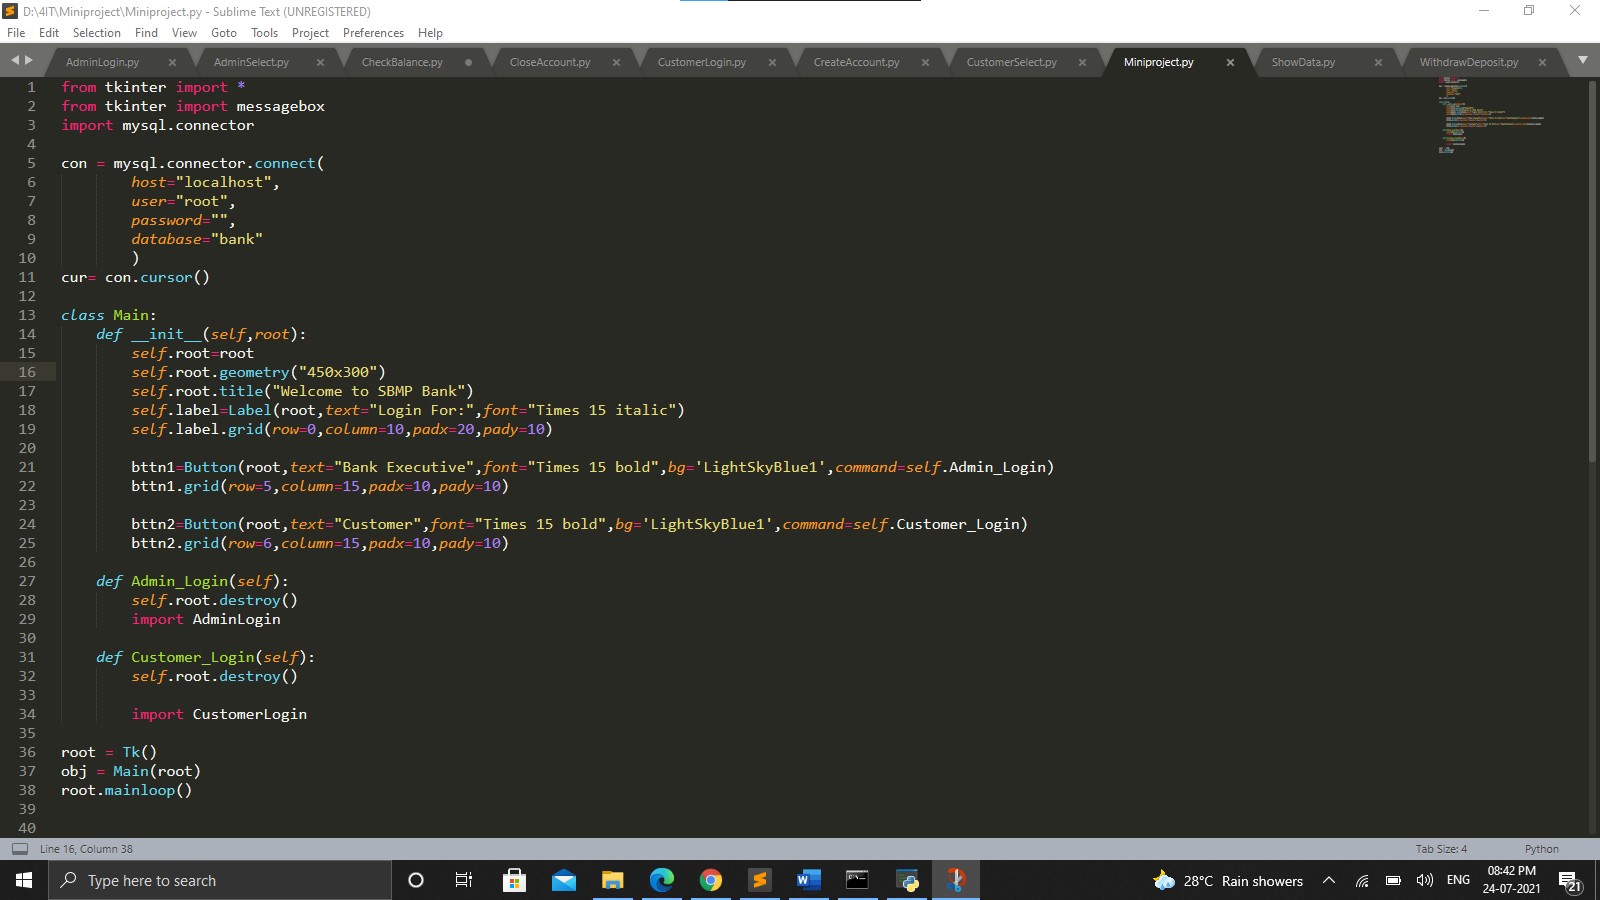 D:\4IT\Miniproject\Miniproject.py - Sublime Text (UNREGISTERED)
File Edit Selection Find View Goto Tools Project Preferences Help
AdminLogin.py AdminSelect.py CheckBalance.py CloseAccount.py CustomerLogin.py CreateAccount.py CustomerSelect.py Miniproject.py ShowData.py WithdrawDeposit.py
1 from tkinter import *
2 from tkinter import messagebox
3 import mysql.connector
4
5 con = mysql.connector.connect(
6 host="localhost",
7 user="root",
8 password="",
9 database="bank"
10 )
11 cur= con.cursor()
12
13 class Main:
14 def __init__(self,root):
15 self.root=root
16 self.root.geometry("450x300")
17 self.root.title("Welcome to SBMP Bank")
18 self.label=Label(root,text="Login For:",font="Times 15 italic")
19 self.label.grid(row=0,column=10,padx=20,pady=10)
20
21 bttn1=Button(root,text="Bank Executive",font="Times 15 bold",bg='LightSkyBlue1',command=self.Admin_Login)
22 bttn1.grid(row=5,column=15,padx=10,pady=10)
23
24 bttn2=Button(root,text="Customer",font="Times 15 bold",bg='LightSkyBlue1',command=self.Customer_Login)
25 bttn2.grid(row=6,column=15,padx=10,pady=10)
26
27 def Admin_Login(self):
28 self.root.destroy()
29 import AdminLogin
30
31 def Customer_Login(self):
32 self.root.destroy()
33
34 import CustomerLogin
35
36 root = Tk()
37 obj = Main(root)
38 root.mainloop()
39
40
Line 16, Column 38 Tab Size: 4 Python
Type here to search 28°C Rain showers ENG 08:42 PM 24-07-2021 21